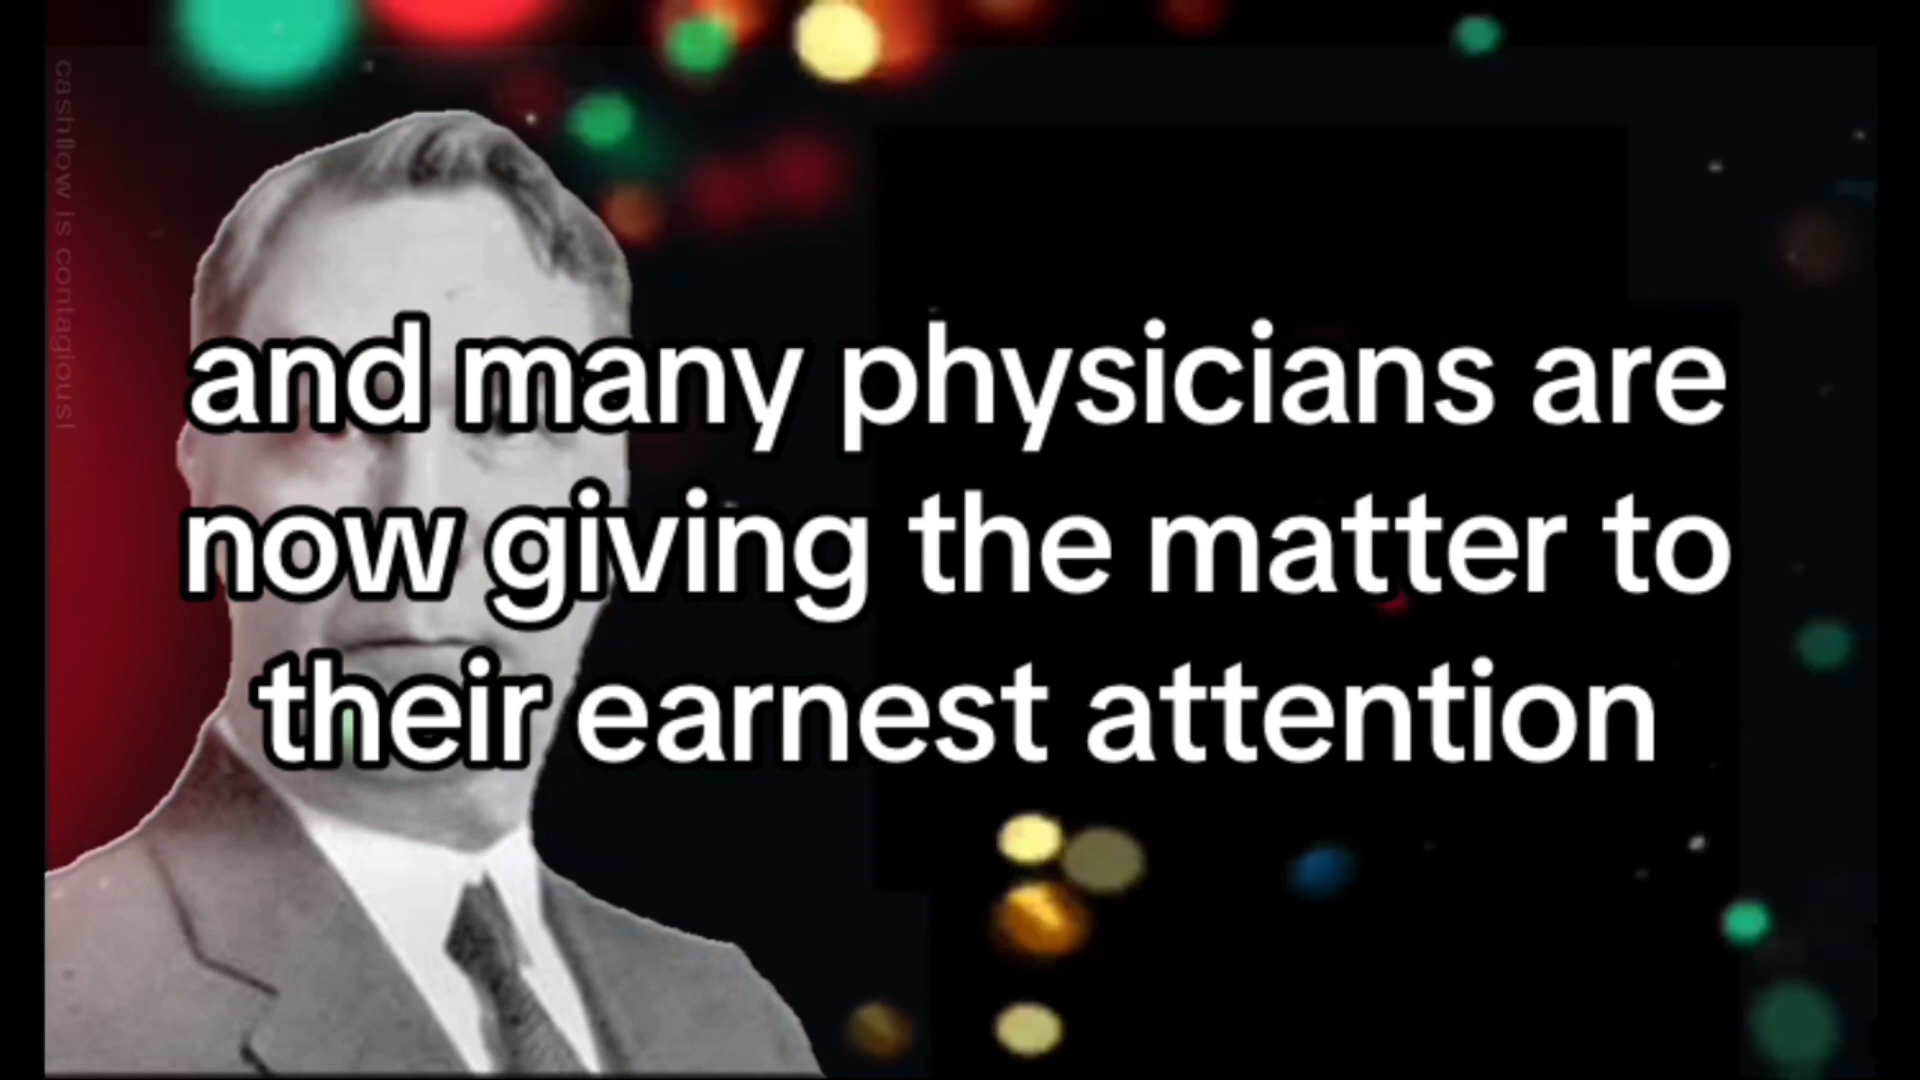 cashflow is contagious!
and many physicians are
now giving the matter to
their earnest attention